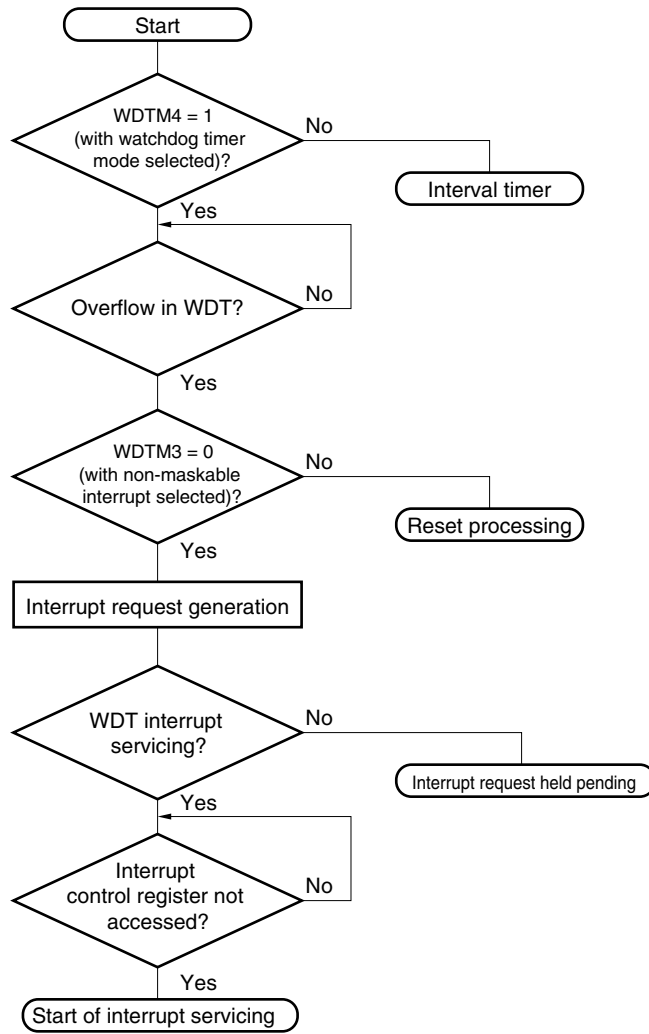 Start
WDTM4 = 1
(with watchdog timer
mode selected)?
No
Interval timer
Yes
Overflow in WDT?
No
Yes
WDTM3 = 0
(with non-maskable
interrupt selected)?
No
Reset processing
Yes
Interrupt request generation
WDT interrupt
servicing?
No
Interrupt request held pending
Yes
Interrupt
control register not
accessed?
No
Yes
Start of interrupt servicing